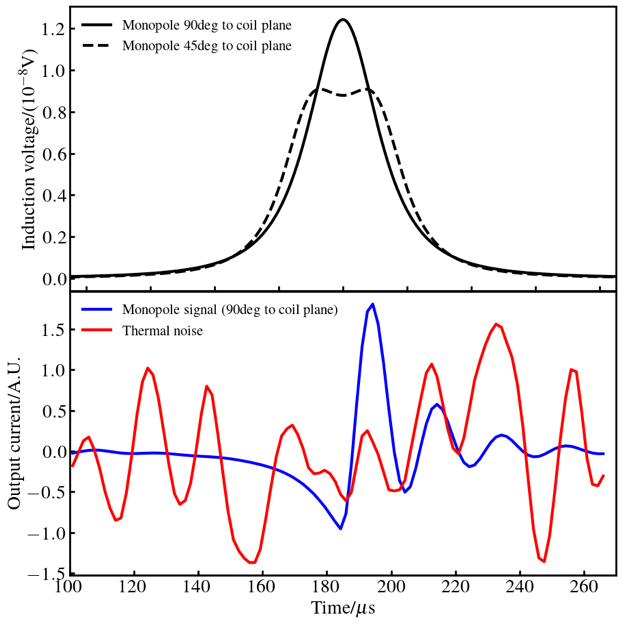 Monopole 90deg to coil plane
Monopole 45deg to coil plane
Induction voltage/(10⁻⁸V)
1.2
1.0
0.8
0.6
0.4
0.2
0.0
Monopole signal (90deg to coil plane)
Thermal noise
Output current/A.U.
1.5
1.0
0.5
0.0
−0.5
−1.0
−1.5
100 120 140 160 180 200 220 240 260
Time/μs